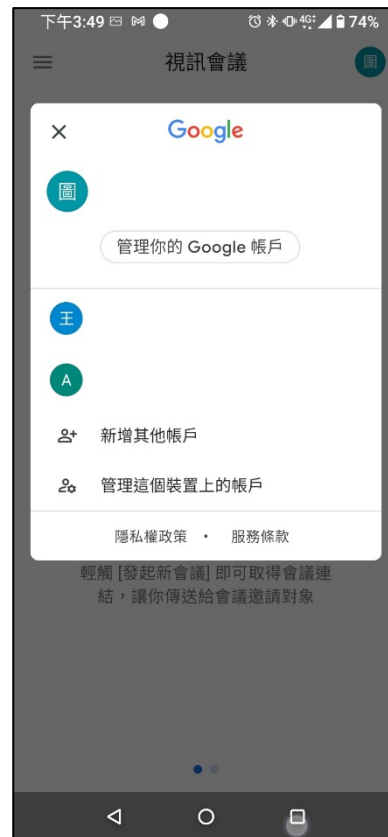 下午3:49 4G 74%
視訊會議 圖
Google
圖
管理你的 Google 帳戶
王
A
新增其他帳戶
管理這個裝置上的帳戶
隱私權政策 • 服務條款
輕觸 [發起新會議] 即可取得會議連
結，讓你傳送給會議邀請對象